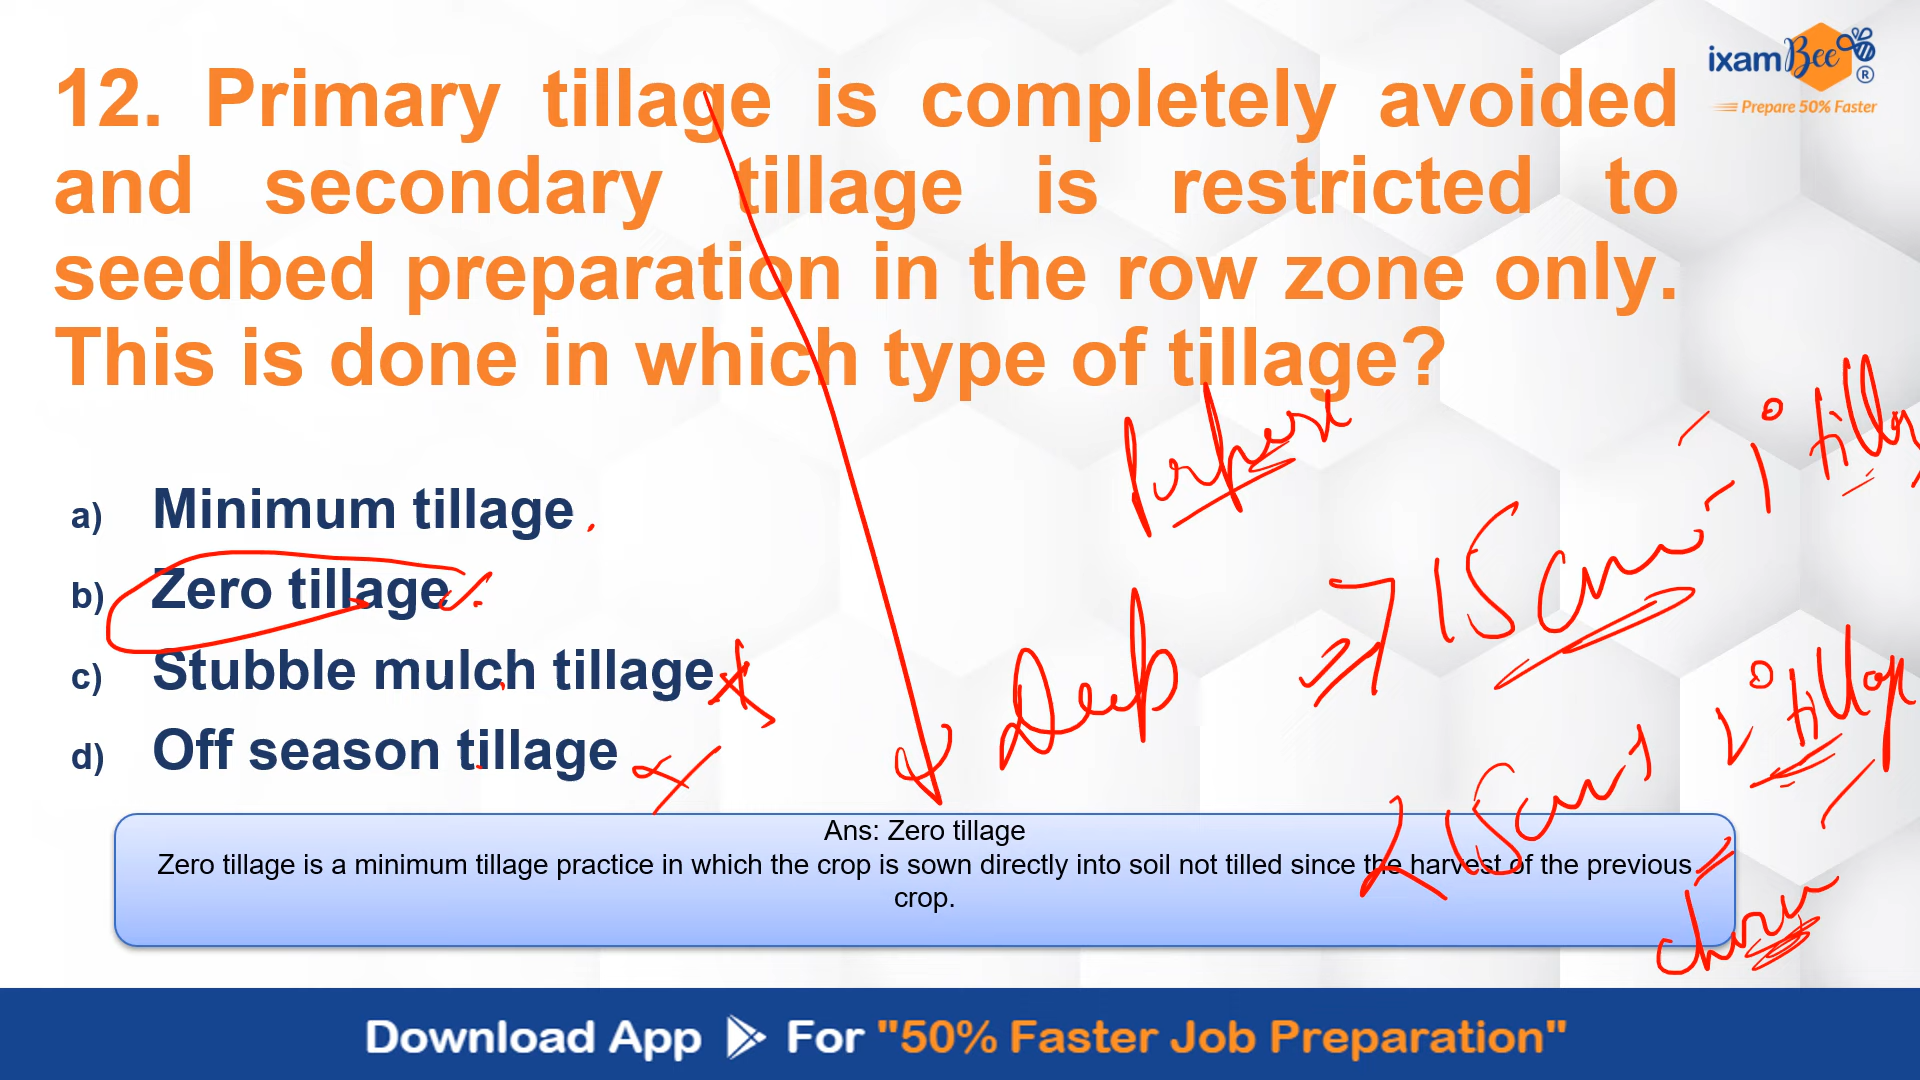 ixamBee®
Prepare 50% Faster
12. Primary tillage is completely avoided
and secondary tillage is restricted to
seedbed preparation in the row zone only.
This is done in which type of tillage?
a) Minimum tillage
b) Zero tillage
c) Stubble mulch tillage
d) Off season tillage
Deep
> 15cm - 1° tillag
2° tillage
Ans: Zero tillage
Zero tillage is a minimum tillage practice in which the crop is sown directly into soil not tilled since the harvest of the previous
crop.
Download App For "50% Faster Job Preparation"